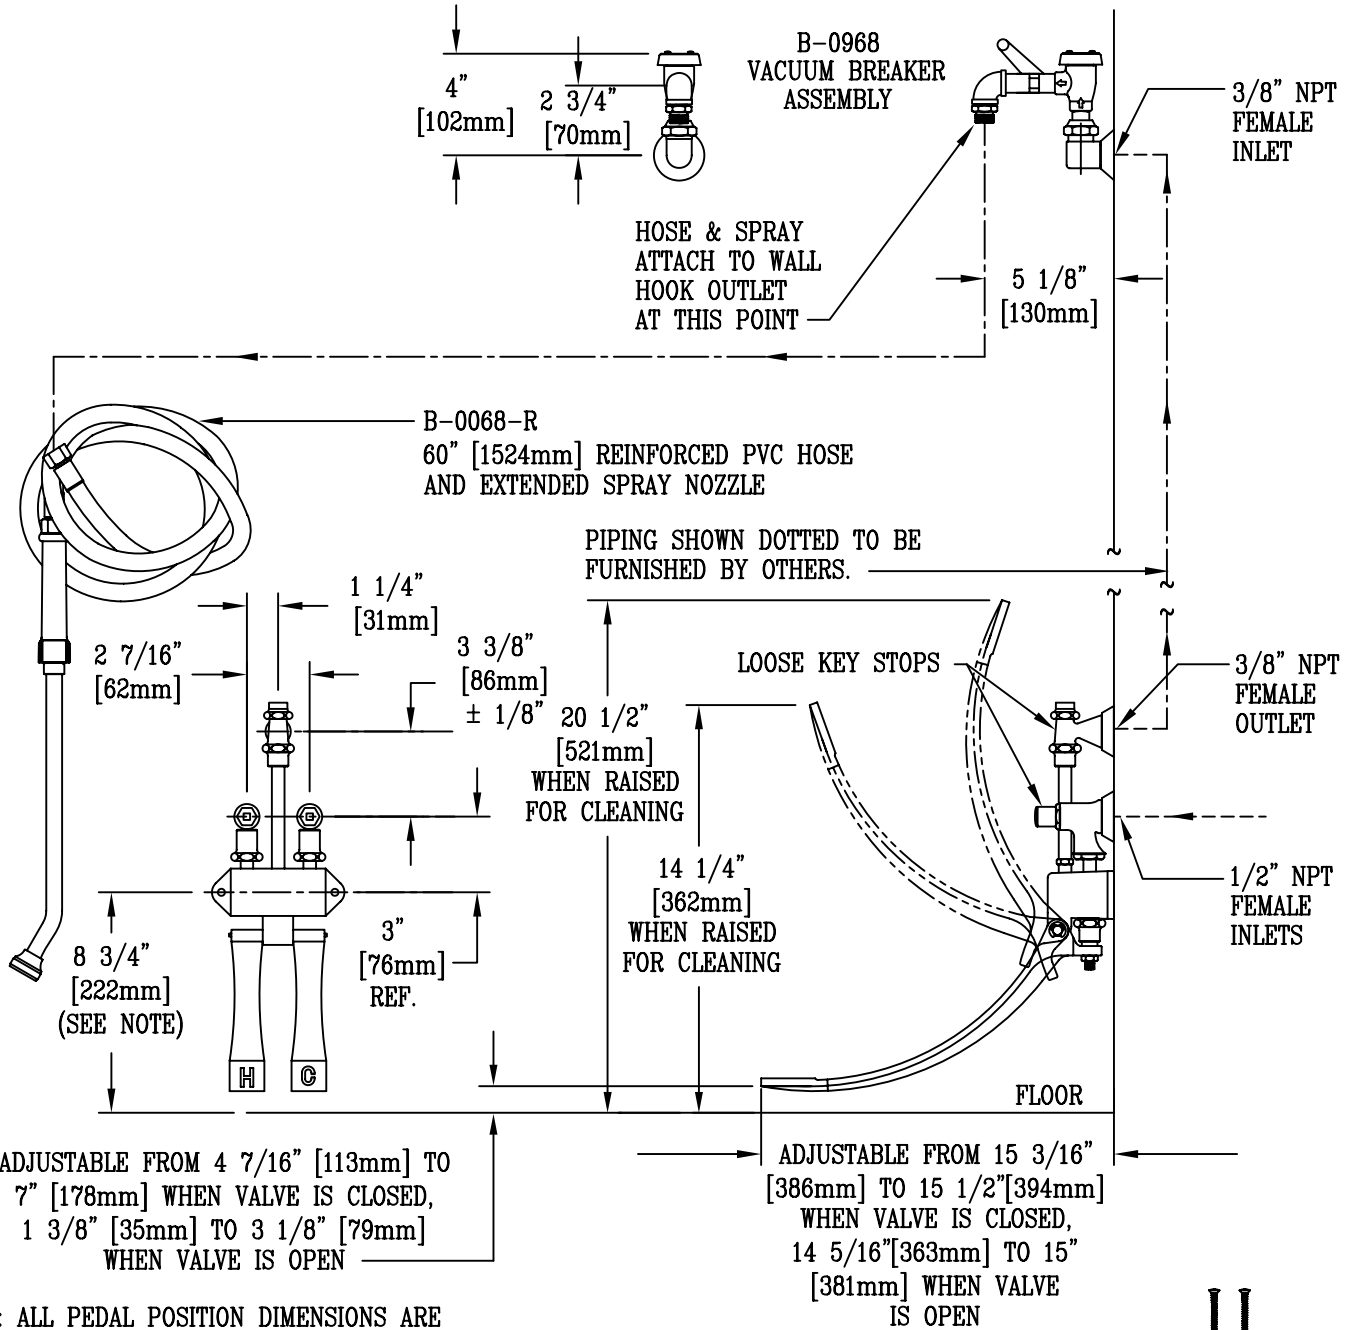 B-0968
VACUUM BREAKER
ASSEMBLY
4"
[102mm]
2 3/4"
[70mm]
3/8" NPT
FEMALE
INLET
HOSE & SPRAY
ATTACH TO WALL
HOOK OUTLET
AT THIS POINT
5 1/8"
[130mm]
B-0068-R
60" [1524mm] REINFORCED PVC HOSE
AND EXTENDED SPRAY NOZZLE
PIPING SHOWN DOTTED TO BE
FURNISHED BY OTHERS.
1 1/4"
[31mm]
2 7/16"
[62mm]
3 3/8"
[86mm]
± 1/8"
LOOSE KEY STOPS
3/8" NPT
FEMALE
OUTLET
20 1/2"
[521mm]
WHEN RAISED
FOR CLEANING
14 1/4"
[362mm]
WHEN RAISED
FOR CLEANING
1/2" NPT
FEMALE
INLETS
8 3/4"
[222mm]
(SEE NOTE)
3"
[76mm]
REF.
H C
FLOOR
ADJUSTABLE FROM 4 7/16" [113mm] TO
7" [178mm] WHEN VALVE IS CLOSED,
1 3/8" [35mm] TO 3 1/8" [79mm]
WHEN VALVE IS OPEN
ADJUSTABLE FROM 15 3/16"
[386mm] TO 15 1/2"[394mm]
WHEN VALVE IS CLOSED,
14 5/16"[363mm] TO 15"
[381mm] WHEN VALVE
IS OPEN
: ALL PEDAL POSITION DIMENSIONS ARE